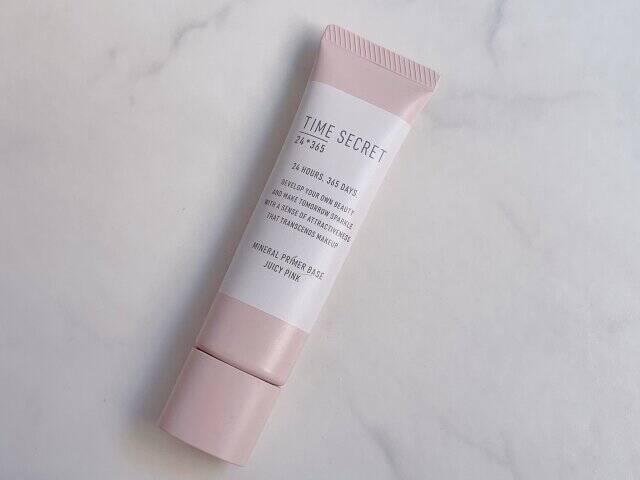 TIME SECRET
24*365
24 HOURS, 365 DAYS.
DEVELOP YOUR OWN BEAUTY
AND MAKE TOMORROW SPARKLE
WITH A SENSE OF ATTRACTIVENESS
THAT TRANSCENDS MAKEUP
MINERAL PRIMER BASE
JUICY PINK